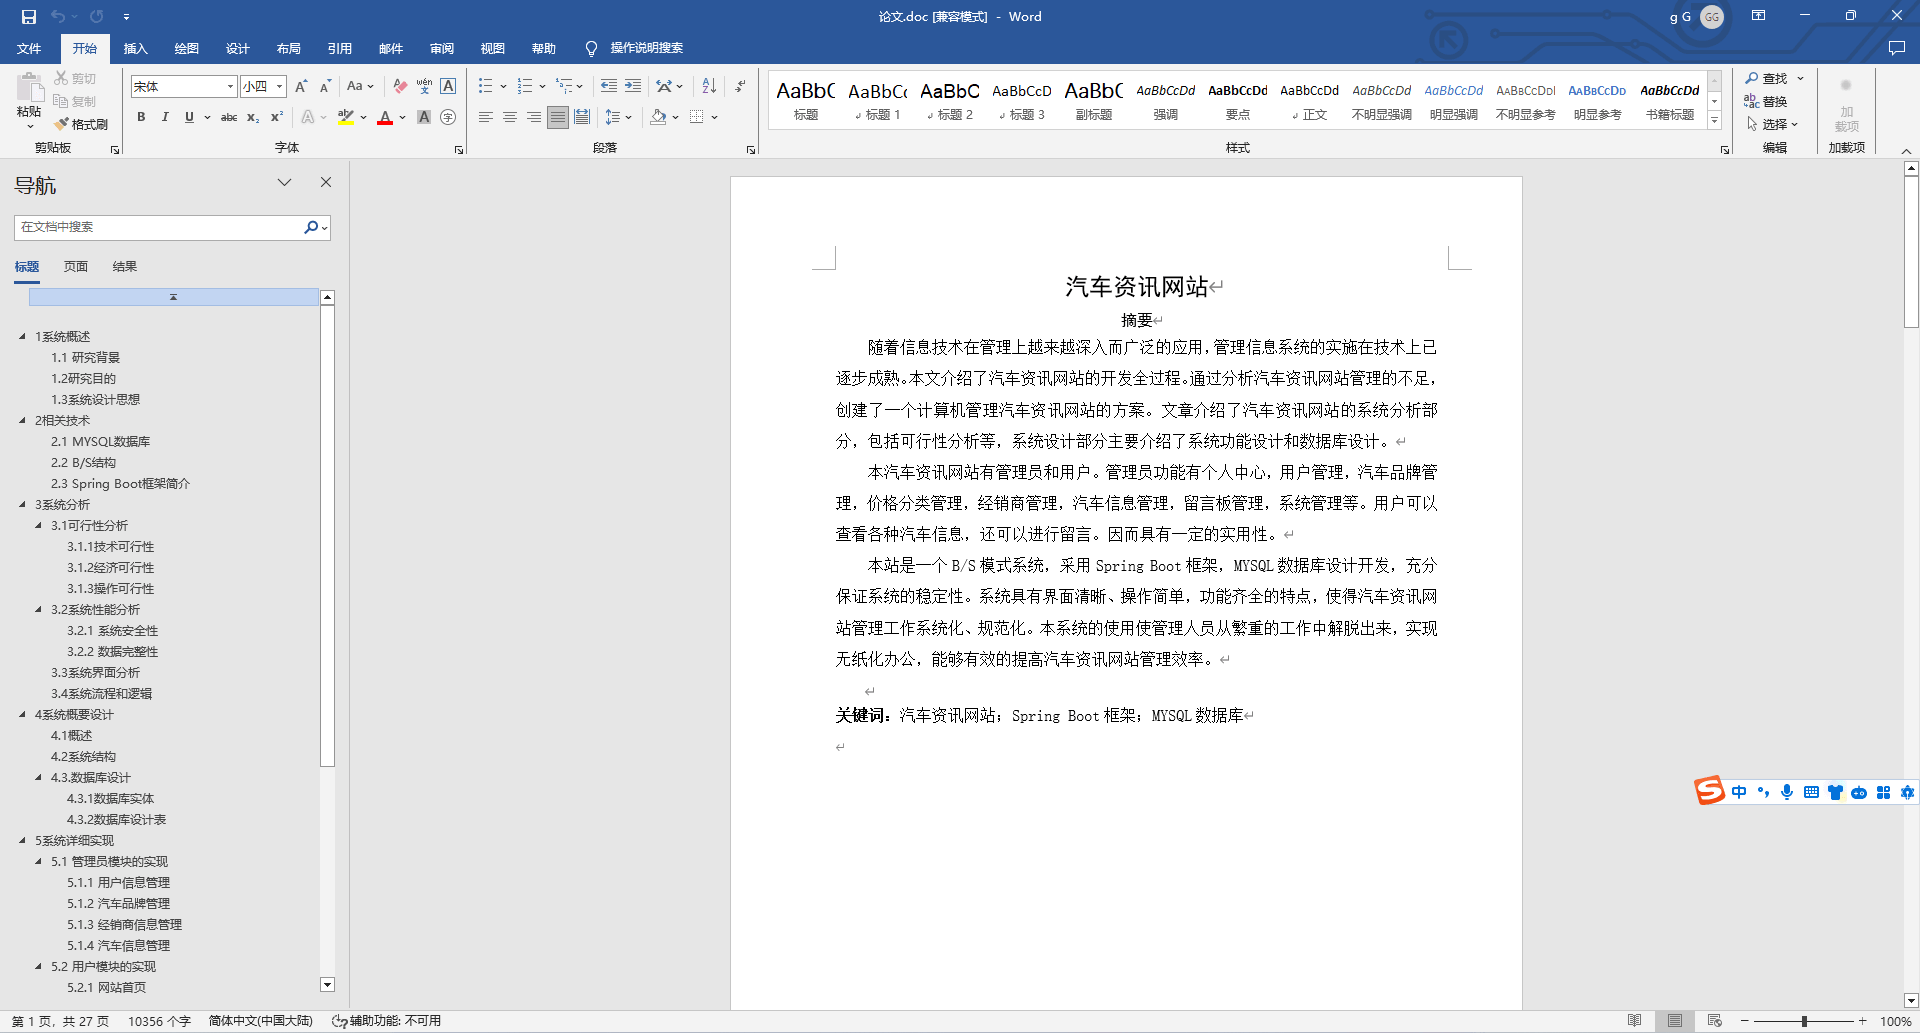 论文.doc [兼容模式] - Word
g G GG
文件 开始 插入 绘图 设计 布局 引用 邮件 审阅 视图 帮助 操作说明搜索
粘贴 剪切 复制 格式刷
剪贴板
宋体 小四 A A Aa wén 文 A
B I U abc x₂ x² A aby A A 字
字体
段落
AaBbC 标题
AaBbCc 标题 1
AaBbC 标题 2
AaBbCcD 标题 3
AaBbC 副标题
AaBbCcDd 强调
AaBbCcDd 要点
AaBbCcDd 正文
AaBbCcDd 不明显强调
AaBbCcDd 明显强调
AaBbCcDd 不明显参考
AaBbCcDd 明显参考
AaBbCcDd 书籍标题
样式
查找
替换
选择
编辑
加
载项
加载项
导航
在文档中搜索
标题 页面 结果
1系统概述
1.1 研究背景
1.2研究目的
1.3系统设计思想
2相关技术
2.1 MYSQL数据库
2.2 B/S结构
2.3 Spring Boot框架简介
3系统分析
3.1可行性分析
3.1.1技术可行性
3.1.2经济可行性
3.1.3操作可行性
3.2系统性能分析
3.2.1 系统安全性
3.2.2 数据完整性
3.3系统界面分析
3.4系统流程和逻辑
4系统概要设计
4.1概述
4.2系统结构
4.3.数据库设计
4.3.1数据库实体
4.3.2数据库设计表
5系统详细实现
5.1 管理员模块的实现
5.1.1 用户信息管理
5.1.2 汽车品牌管理
5.1.3 经销商信息管理
5.1.4 汽车信息管理
5.2 用户模块的实现
5.2.1 网站首页
汽车资讯网站
摘要
随着信息技术在管理上越来越深入而广泛的应用，管理信息系统的实施在技术上已
逐步成熟。本文介绍了汽车资讯网站的开发全过程。通过分析汽车资讯网站管理的不足，
创建了一个计算机管理汽车资讯网站的方案。文章介绍了汽车资讯网站的系统分析部
分，包括可行性分析等，系统设计部分主要介绍了系统功能设计和数据库设计。
本汽车资讯网站有管理员和用户。管理员功能有个人中心，用户管理，汽车品牌管
理，价格分类管理，经销商管理，汽车信息管理，留言板管理，系统管理等。用户可以
查看各种汽车信息，还可以进行留言。因而具有一定的实用性。
本站是一个 B/S 模式系统，采用 Spring Boot 框架，MYSQL 数据库设计开发，充分
保证系统的稳定性。系统具有界面清晰、操作简单，功能齐全的特点，使得汽车资讯网
站管理工作系统化、规范化。本系统的使用使管理人员从繁重的工作中解脱出来，实现
无纸化办公，能够有效的提高汽车资讯网站管理效率。
关键词：汽车资讯网站；Spring Boot 框架；MYSQL 数据库
S 中
第 1 页，共 27 页 10356 个字 简体中文(中国大陆) 辅助功能: 不可用 100%